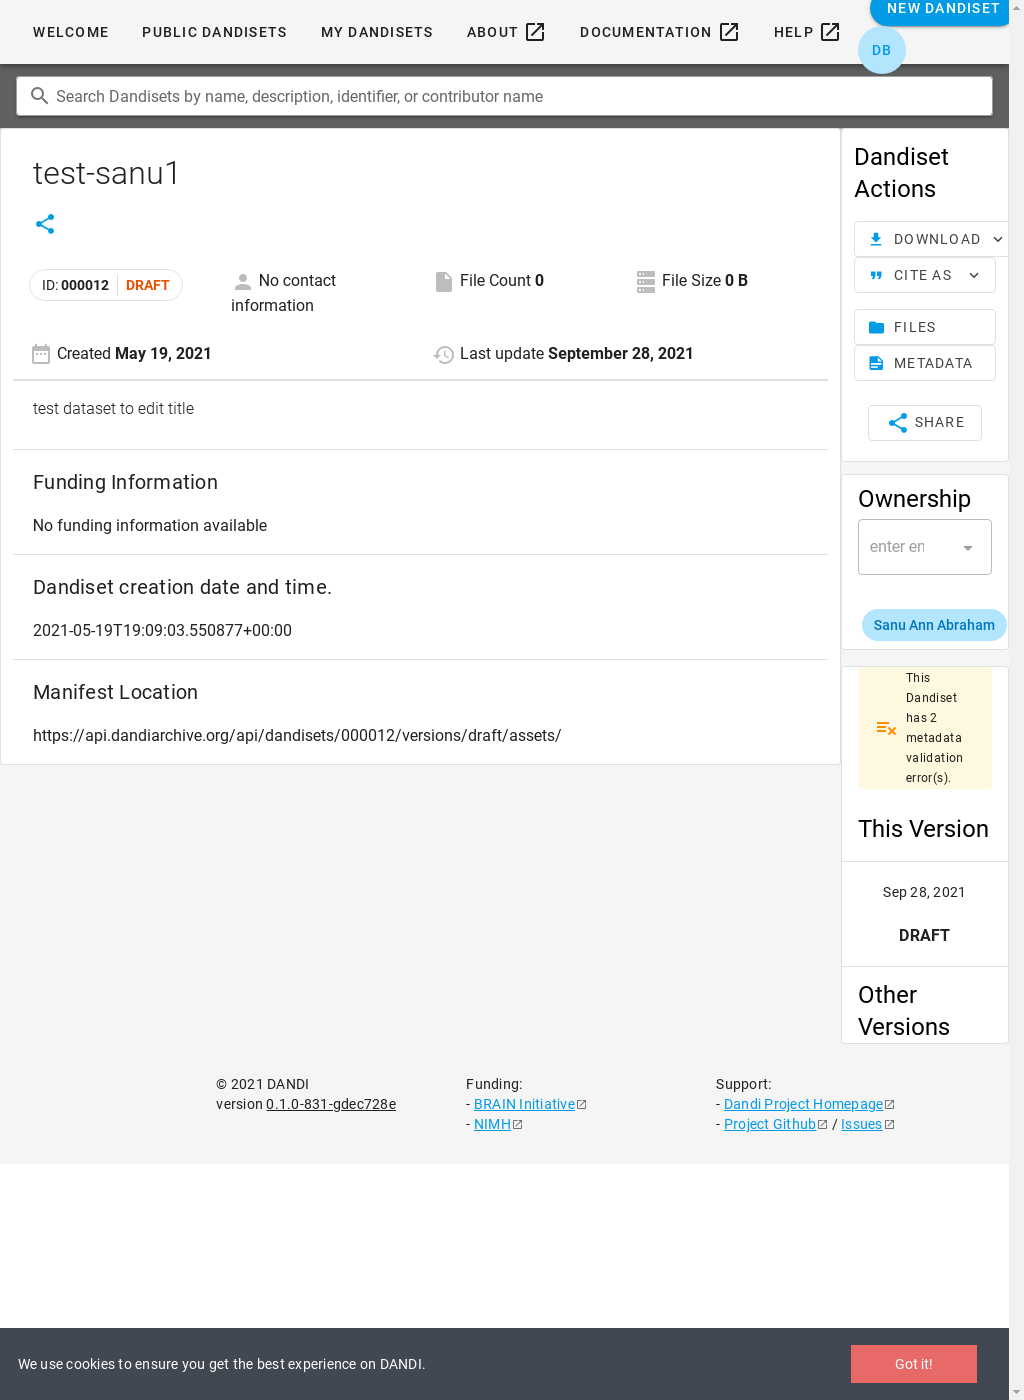 NEW DANDISET
WELCOME PUBLIC DANDISETS MY DANDISETS ABOUT DOCUMENTATION HELP
DB
Search Dandisets by name, description, identifier, or contributor name
test-sanu1
ID: 000012 DRAFT
No contact information
File Count 0
File Size 0 B
Created May 19, 2021
Last update September 28, 2021
test dataset to edit title
Funding Information
No funding information available
Dandiset creation date and time.
2021-05-19T19:09:03.550877+00:00
Manifest Location
https://api.dandiarchive.org/api/dandisets/000012/versions/draft/assets/
Dandiset
Actions
DOWNLOAD
CITE AS
FILES
METADATA
SHARE
Ownership
enter en
Sanu Ann Abraham
This
Dandiset
has 2
metadata
validation
error(s).
This Version
Sep 28, 2021
DRAFT
Other
Versions
© 2021 DANDI
version 0.1.0-831-gdec728e
Funding:
- BRAIN Initiative
- NIMH
Support:
- Dandi Project Homepage
- Project Github / Issues
We use cookies to ensure you get the best experience on DANDI.
Got it!